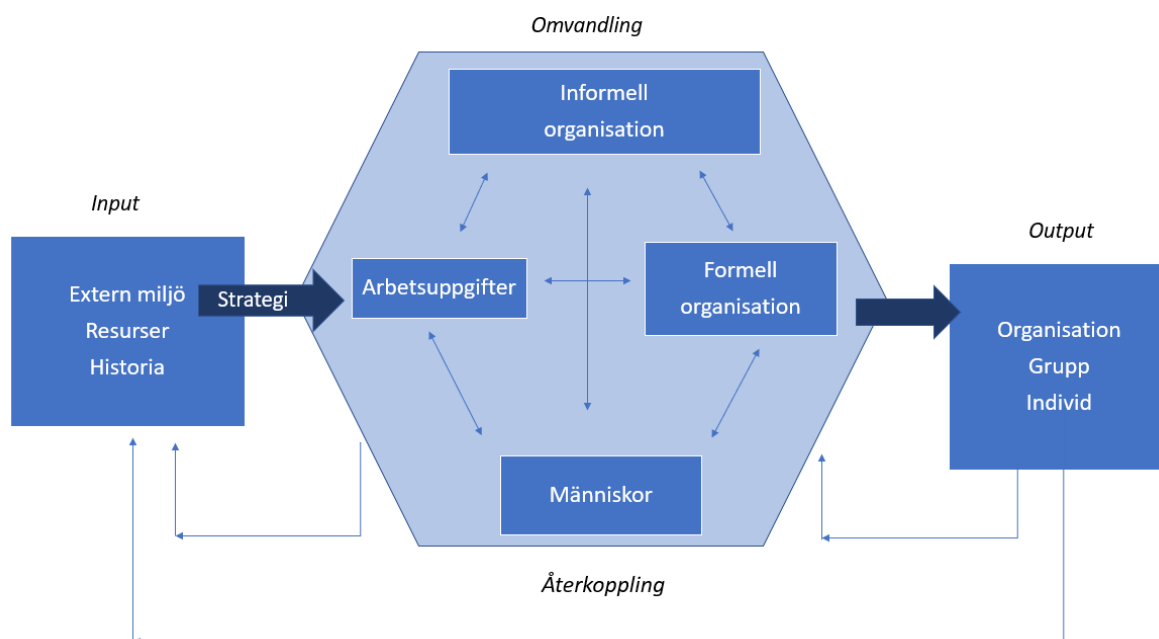 Omvandling
Informell
organisation
Input
Extern miljö
Resurser
Historia
Strategi
Arbetsuppgifter
Formell
organisation
Output
Organisation
Grupp
Individ
Människor
Återkoppling